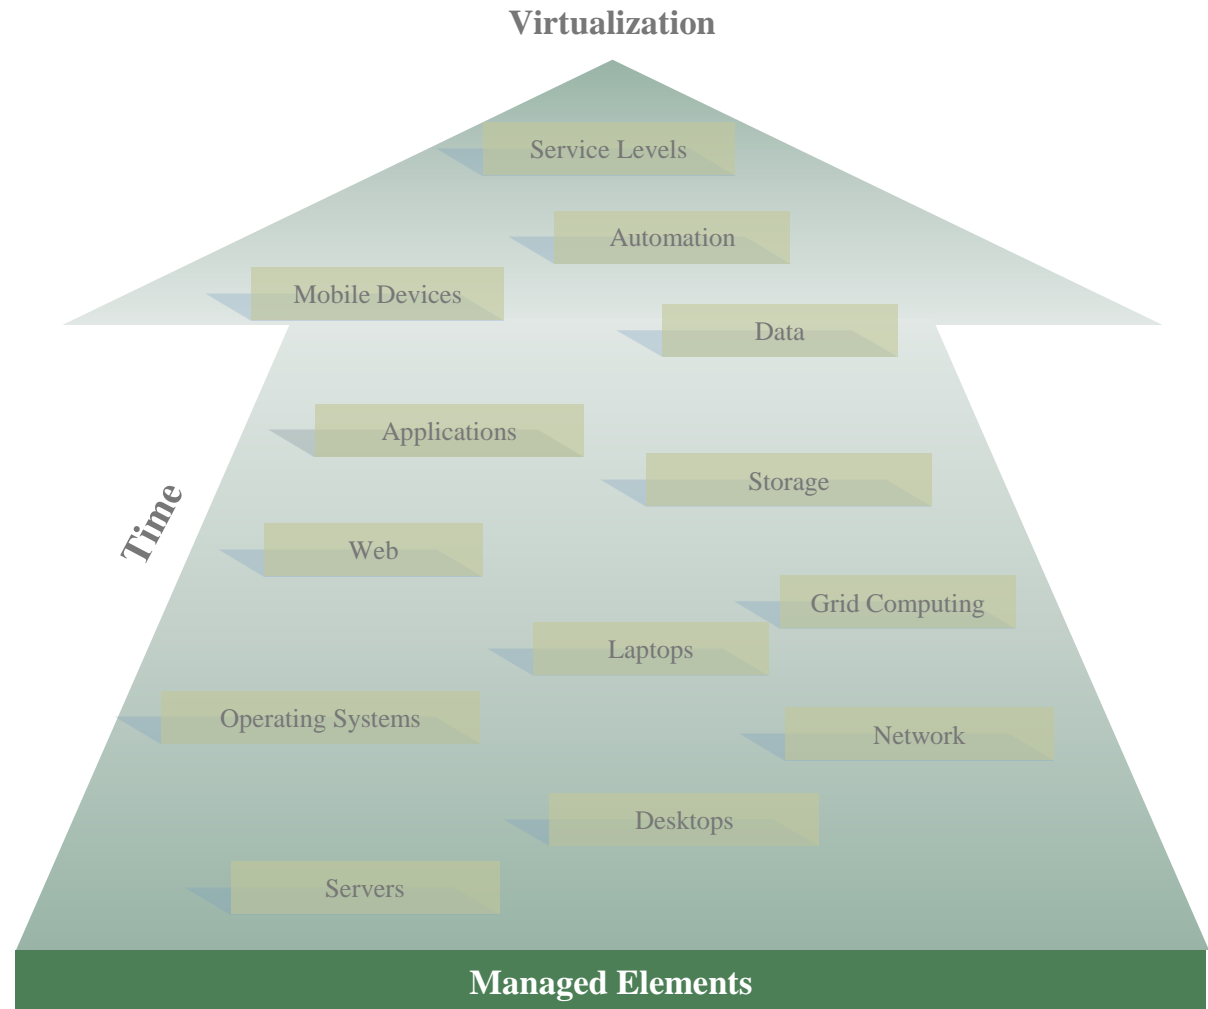 Virtualization
Service Levels
Automation
Mobile Devices
Data
Applications
Storage
Time
Web
Grid Computing
Laptops
Operating Systems
Network
Desktops
Servers
Managed Elements